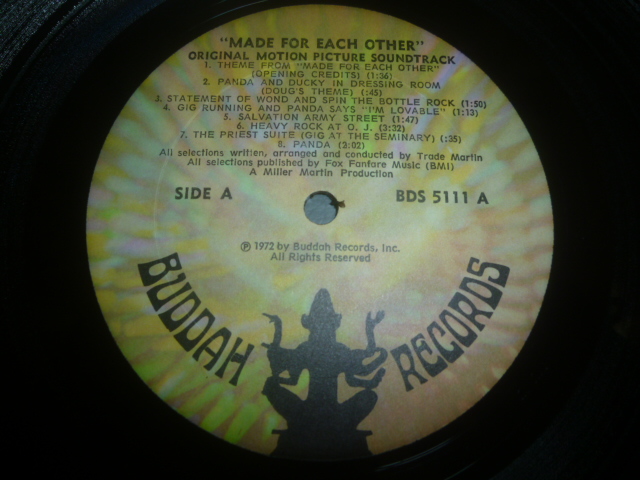 "MADE FOR EACH OTHER"
ORIGINAL MOTION PICTURE SOUNDTRACK
1. THEME FROM "MADE FOR EACH OTHER"
(OPENING CREDITS) (1:36)
2. PANDA AND DUCKY IN DRESSING ROOM
(DOUG'S THEME) (:45)
3. STATEMENT OF WOND AND SPIN THE BOTTLE ROCK (1:50)
4. GIG RUNNING AND PANDA SAYS "I'M LOVABLE" (1:13)
5. SALVATION ARMY STREET (1:47)
6. HEAVY ROCK AT O. J. (3:32)
7. THE PRIEST SUITE (GIG AT THE SEMINARY) (:35)
8. PANDA (2:02)
All selections written, arranged and conducted by Trade Martin
All selections published by Fox Fanfare Music (BMI)
A Miller Martin Production
SIDE A
BDS 5111 A
℗ 1972 by Buddah Records, Inc.
All Rights Reserved
BUDDAH RECORDS